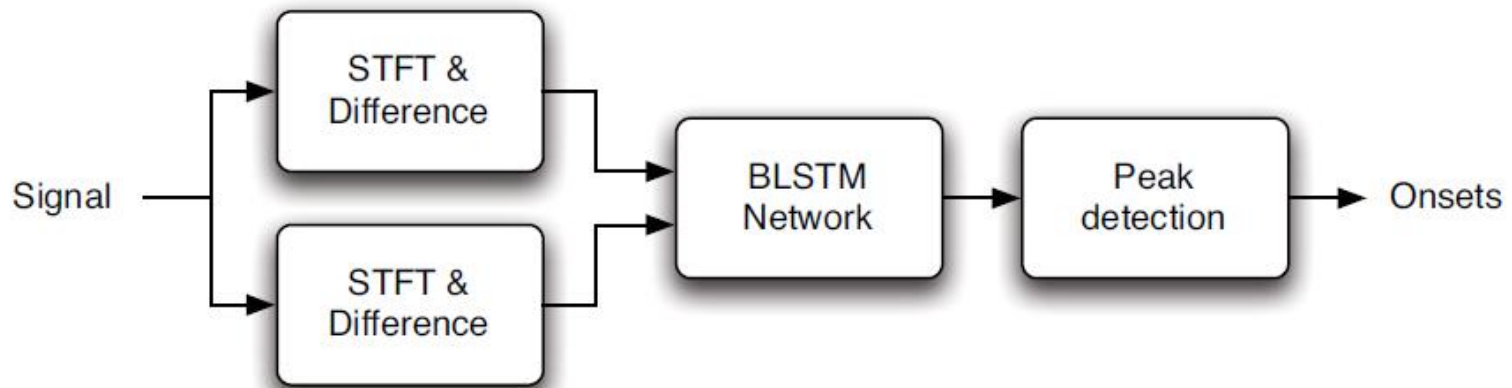 Signal
STFT &
Difference
STFT &
Difference
BLSTM
Network
Peak
detection
Onsets